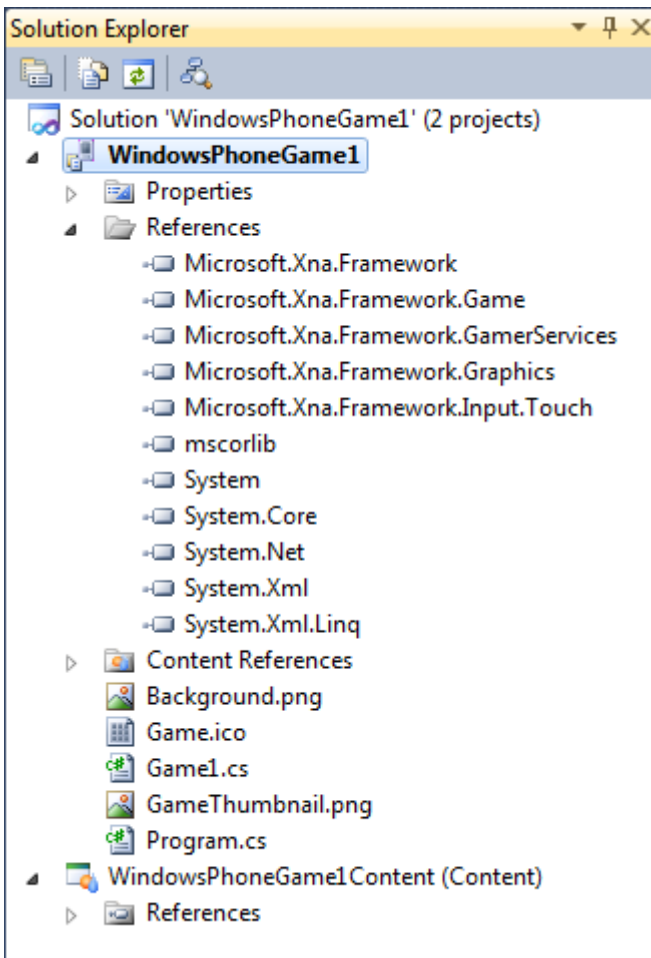 Solution Explorer
Solution 'WindowsPhoneGame1' (2 projects)
WindowsPhoneGame1
Properties
References
Microsoft.Xna.Framework
Microsoft.Xna.Framework.Game
Microsoft.Xna.Framework.GamerServices
Microsoft.Xna.Framework.Graphics
Microsoft.Xna.Framework.Input.Touch
mscorlib
System
System.Core
System.Net
System.Xml
System.Xml.Linq
Content References
Background.png
Game.ico
Game1.cs
GameThumbnail.png
Program.cs
WindowsPhoneGame1Content (Content)
References